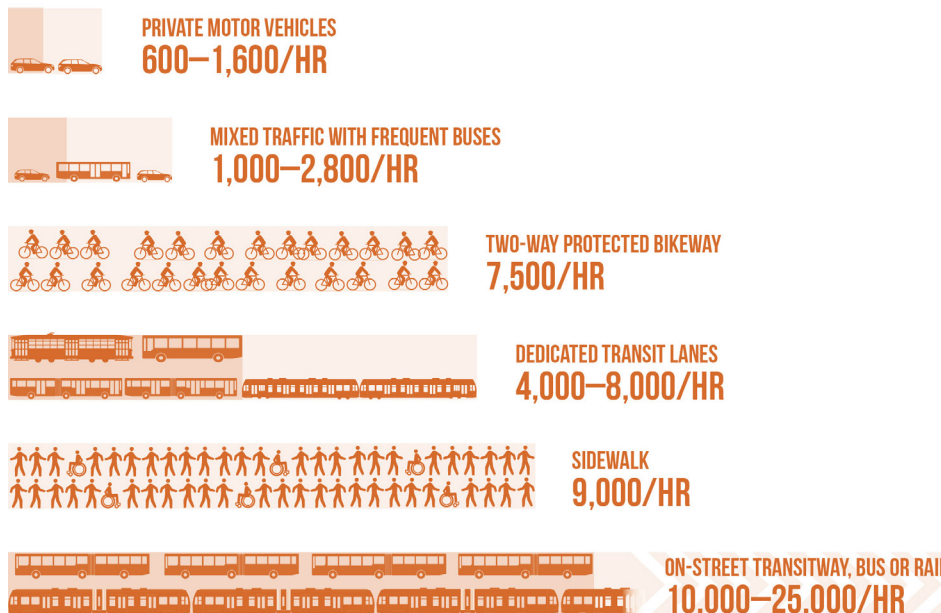 PRIVATE MOTOR VEHICLES
600–1,600/HR
MIXED TRAFFIC WITH FREQUENT BUSES
1,000–2,800/HR
TWO-WAY PROTECTED BIKEWAY
7,500/HR
DEDICATED TRANSIT LANES
4,000–8,000/HR
SIDEWALK
9,000/HR
ON-STREET TRANSITWAY, BUS OR RAIL
10,000–25,000/HR